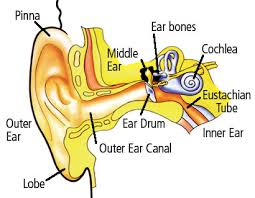 Pinna
Ear bones
Middle
Ear
Cochlea
Eustachian
Tube
Outer
Ear
Ear Drum
Inner Ear
Outer Ear Canal
Lobe